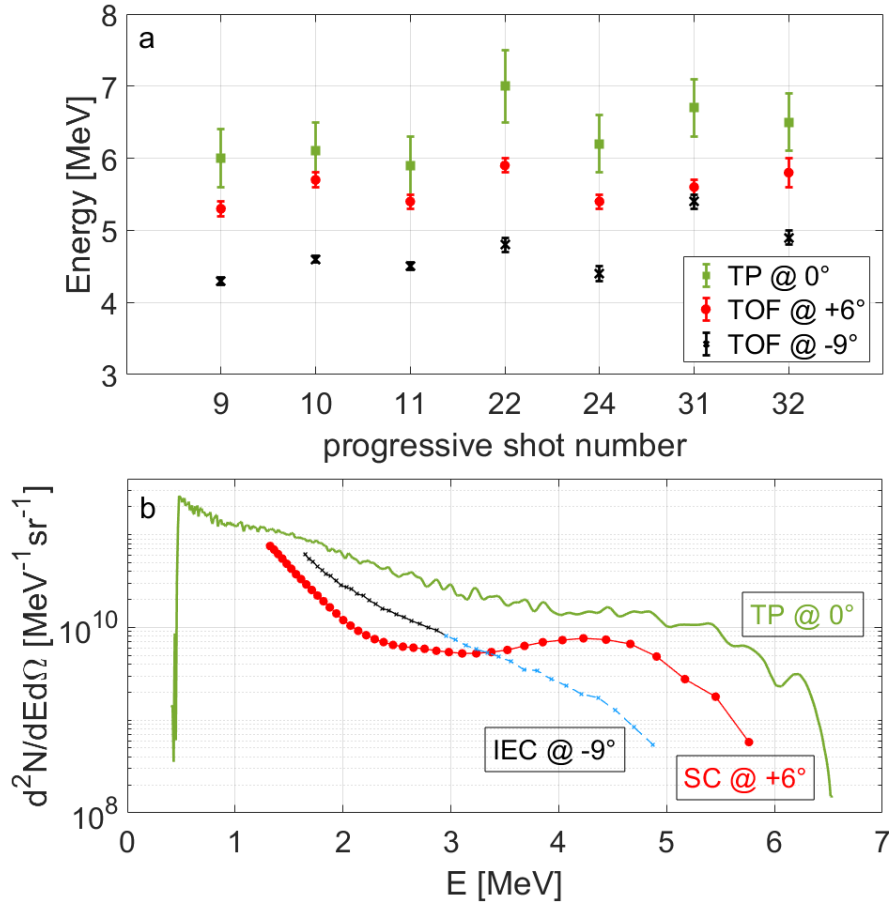 a
Energy [MeV]
8
7
6
5
4
3
9 10 11 22 24 31 32
progressive shot number
TP @ 0°
TOF @ +6°
TOF @ -9°
b
d²N/dEdΩ [MeV⁻¹sr⁻¹]
10¹⁰
10⁸
0 1 2 3 4 5 6 7
E [MeV]
TP @ 0°
IEC @ -9°
SC @ +6°